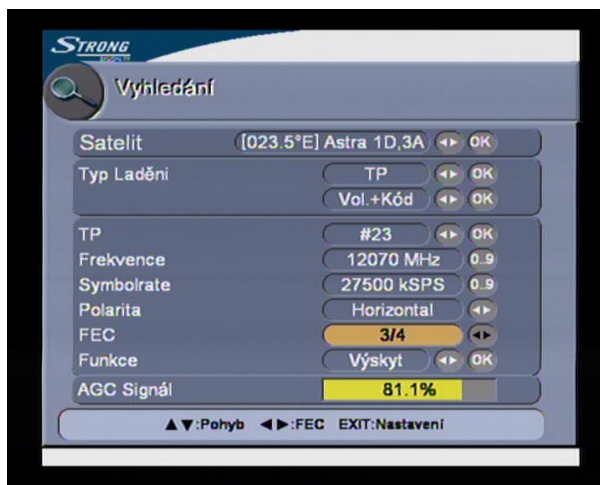 STRONG
Vyhledání
Satelit [023.5°E] Astra 1D,3A OK
Typ Laděni TP OK
Vol.+Kód OK
TP #23 OK
Frekvence 12070 MHz 0..9
Symbolrate 27500 kSPS 0..9
Polarita Horizontal
FEC 3/4
Funkce Výskyt OK
AGC Signál 81.1%
▲▼:Pohyb ◀▶:FEC EXIT:Nastavení